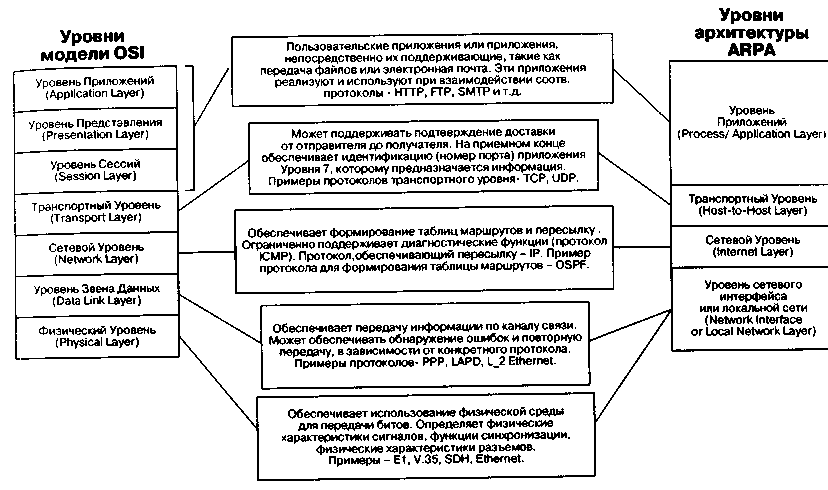 Уровни
модели OSI
Уровень Приложений
(Application Layer)
Уровень Представления
(Presentation Layer)
Уровень Сессий
(Session Layer)
Транспортный Уровень
(Transport Layer)
Сетевой Уровень
(Network Layer)
Уровень Звена Данных
(Data Link Layer)
Физический Уровень
(Physical Layer)
Пользовательские приложения или приложения,
непосредственно их поддерживающие, такие как
передача файлов или электронная почта. Эти приложения
реализуют и используют при взаимодействии соотв.
протоколы - HTTP, FTP, SMTP и т.д.
Может поддерживать подтверждение доставки
от отправителя до получателя. На приемном конце
обеспечивает идентификацию (номер порта) приложения
Уровня 7, которому предназначается информация.
Примеры протоколов транспортного уровня- TCP, UDP.
Обеспечивает формирование таблиц маршрутов и пересылку .
Ограниченно поддерживает диагностические функции (протокол
ICMP). Протокол,обеспечивающий пересылку – IP. Пример
протокола для формирования таблицы маршрутов – OSPF.
Обеспечивает передачу информации по каналу связи.
Может обеспечивать обнаружение ошибок и повторную
передачу, в зависимости от конкретного протокола.
Примеры протоколов- PPP, LAPD, L_2 Ethernet.
Обеспечивает использование физической среды
для передачи битов. Определяет физические
характеристики сигналов, функции синхронизации,
физические характеристики разъемов.
Примеры – E1, V.35, SDH, Ethernet.
Уровни
архитектуры
ARPA
Уровень
Приложений
(Process/ Application Layer)
Транспортный Уровень
(Host-to-Host Layer)
Сетевой Уровень
(Internet Layer)
Уровень сетевого
интерфейса
или локальной сети
(Network Interface
or Local Network Layer)